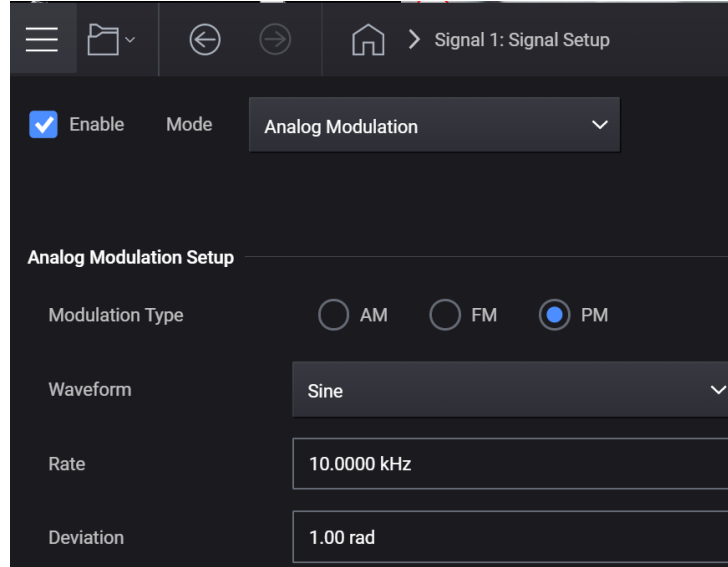 Signal 1: Signal Setup
Enable Mode Analog Modulation
Analog Modulation Setup
Modulation Type AM FM PM
Waveform Sine
Rate 10.0000 kHz
Deviation 1.00 rad